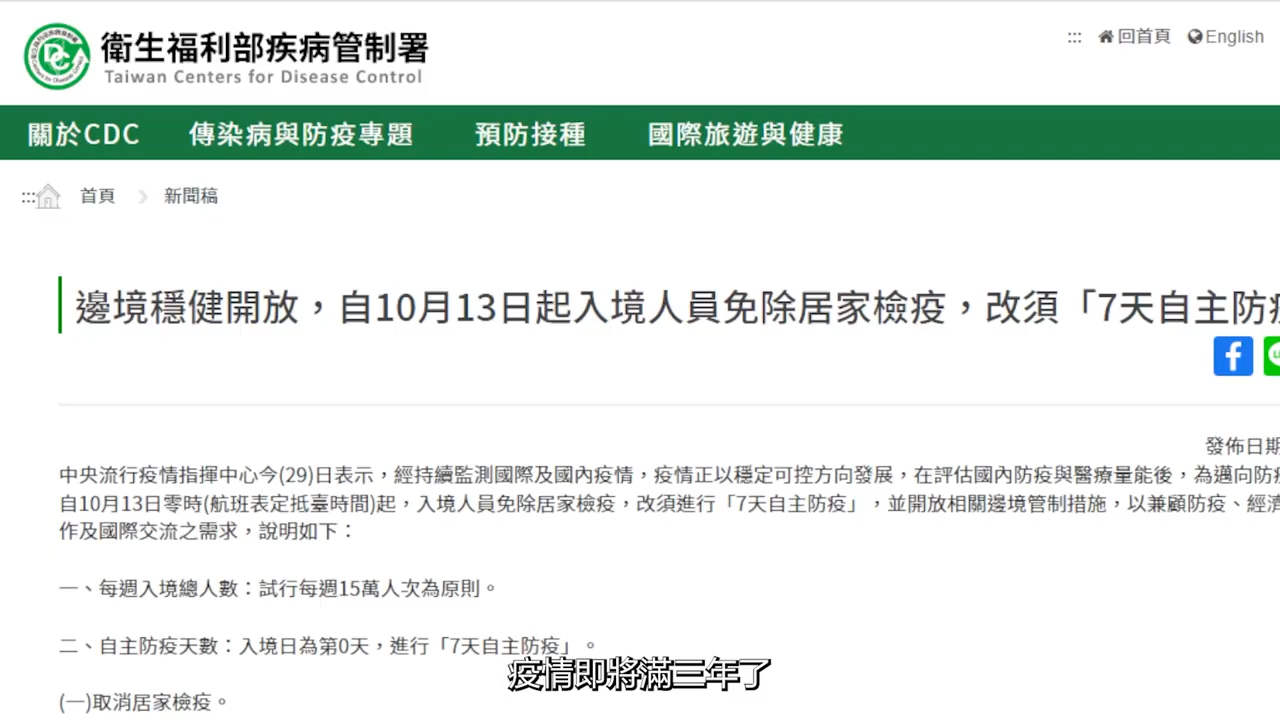 衛生福利部疾病管制署
Taiwan Centers for Disease Control
::: 回首頁 English
關於CDC 傳染病與防疫專題 預防接種 國際旅遊與健康
::: 首頁 新聞稿
邊境穩健開放，自10月13日起入境人員免除居家檢疫，改須「7天自主防疫
發佈日期
中央流行疫情指揮中心今(29)日表示，經持續監測國際及國內疫情，疫情正以穩定可控方向發展，在評估國內防疫與醫療量能後，為邁向防疫
自10月13日零時(航班表定抵臺時間)起，入境人員免除居家檢疫，改須進行「7天自主防疫」，並開放相關邊境管制措施，以兼顧防疫、經濟
作及國際交流之需求，說明如下：
一、每週入境總人數：試行每週15萬人次為原則。
二、自主防疫天數：入境日為第0天，進行「7天自主防疫」。
疫情即將滿三年了
(一)取消居家檢疫。